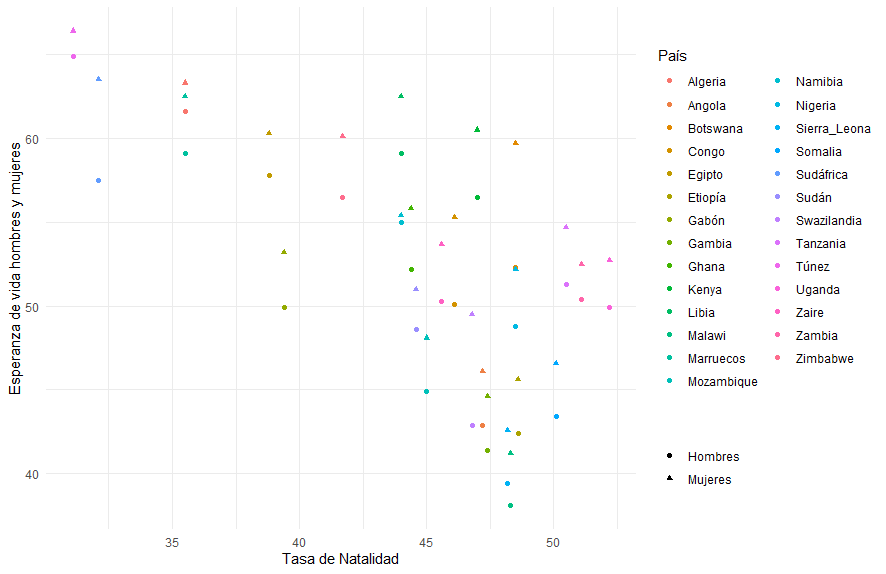 Esperanza de vida hombres y mujeres
60
50
40
35
40
45
50
Tasa de Natalidad
País
Algeria
Angola
Botswana
Congo
Egipto
Etiopía
Gabón
Gambia
Ghana
Kenya
Libia
Malawi
Marruecos
Mozambique
Namibia
Nigeria
Sierra_Leona
Somalia
Sudáfrica
Sudán
Swazilandia
Tanzania
Túnez
Uganda
Zaire
Zambia
Zimbabwe
Hombres
Mujeres